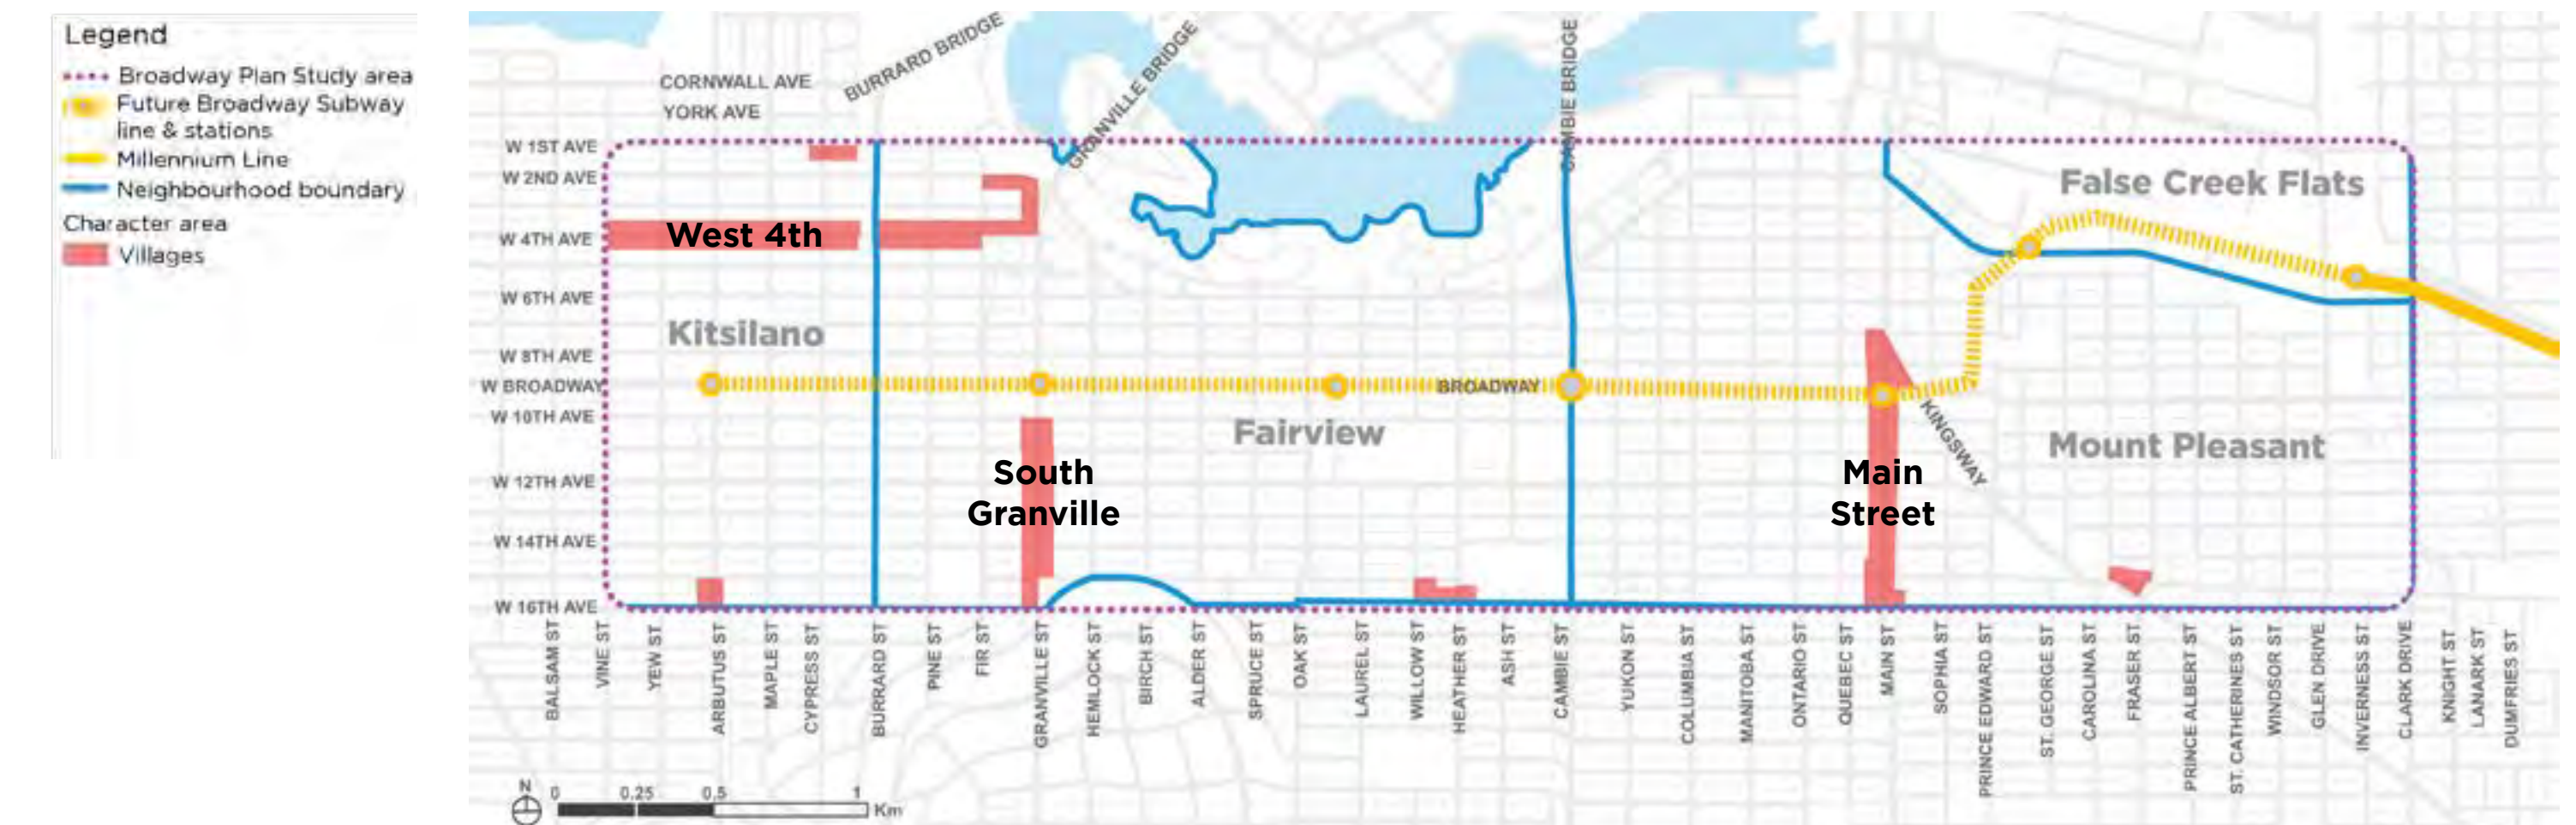 Legend
Broadway Plan Study area
Future Broadway Subway
line & stations
Millennium Line
Neighbourhood boundary
Character area
Villages
CORNWALL AVE
YORK AVE
BURRARD BRIDGE
GRANVILLE BRIDGE
CAMBIE BRIDGE
W 1ST AVE
W 2ND AVE
W 4TH AVE
W 6TH AVE
W 8TH AVE
W BROADWAY
W 10TH AVE
W 12TH AVE
W 14TH AVE
W 16TH AVE
West 4th
False Creek Flats
Kitsilano
BROADWAY
Fairview
KINGSWAY
Mount Pleasant
South
Granville
Main
Street
BALSAM ST
VINE ST
YEW ST
ARBUTUS ST
MAPLE ST
CYPRESS ST
BURRARD ST
PINE ST
FIR ST
GRANVILLE ST
HEMLOCK ST
BIRCH ST
ALDER ST
SPRUCE ST
OAK ST
LAUREL ST
WILLOW ST
HEATHER ST
ASH ST
CAMBIE ST
YUKON ST
COLUMBIA ST
MANITOBA ST
ONTARIO ST
QUEBEC ST
MAIN ST
SOPHIA ST
PRINCE EDWARD ST
ST. GEORGE ST
CAROLINA ST
FRASER ST
PRINCE ALBERT ST
ST. CATHERINES ST
WINDSOR ST
GLEN DRIVE
INVERNESS ST
CLARK DRIVE
KNIGHT ST
LANARK ST
DUMFRIES ST
N
0 0.25 0.5 1
Km